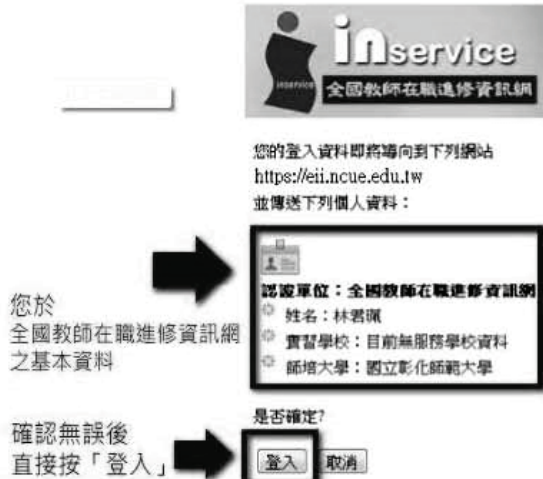 inservice
inservice
全國教師在職進修資訊網
您的登入資料即將導向到下列網站
https://eii.ncue.edu.tw
並傳送下列個人資料：
認證單位：全國教師在職進修資訊網
姓名：林君珮
實習學校：目前無服務學校資料
師培大學：國立彰化師範大學
您於
全國教師在職進修資訊網
之基本資料
是否確定?
確認無誤後
直接按「登入」
登入
取消